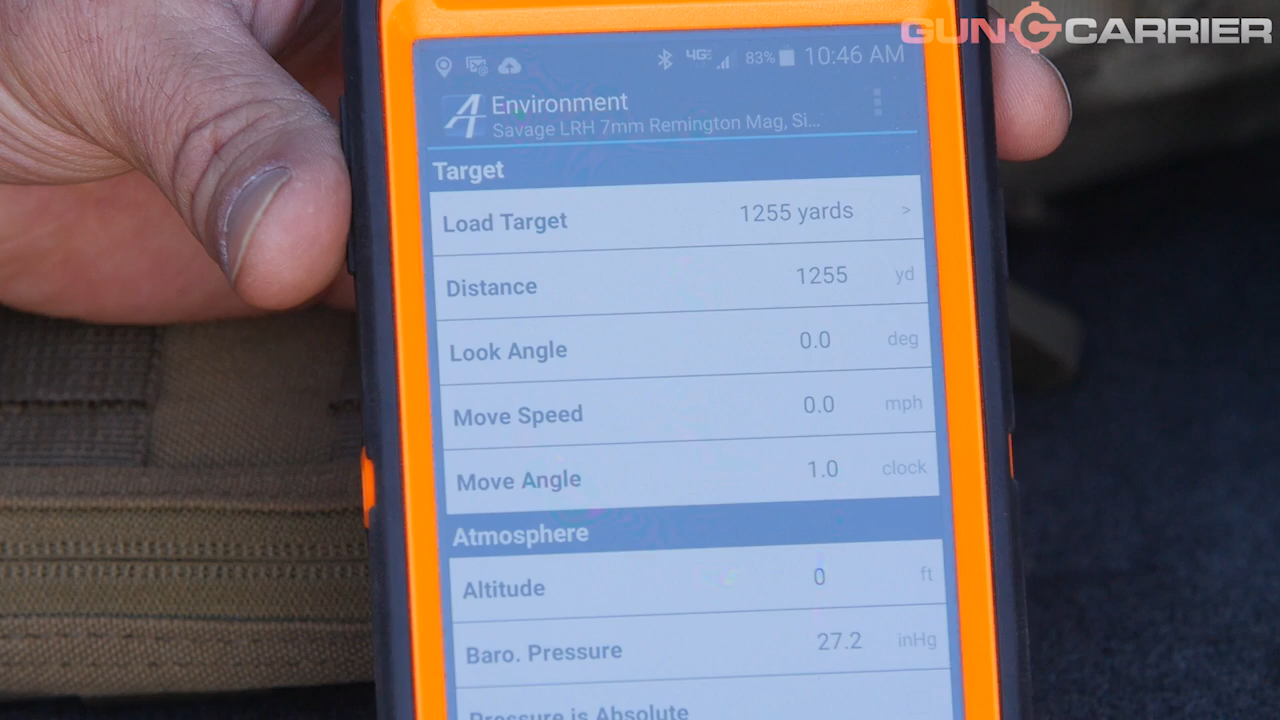 GUN CARRIER
4G 83% 10:46 AM
Environment
Savage LRH 7mm Remington Mag, Si...
Target
Load Target 1255 yards >
Distance 1255 yd
Look Angle 0.0 deg
Move Speed 0.0 mph
Move Angle 1.0 clock
Atmosphere
Altitude 0 ft
Baro. Pressure 27.2 inHg
Pressure is Absolute